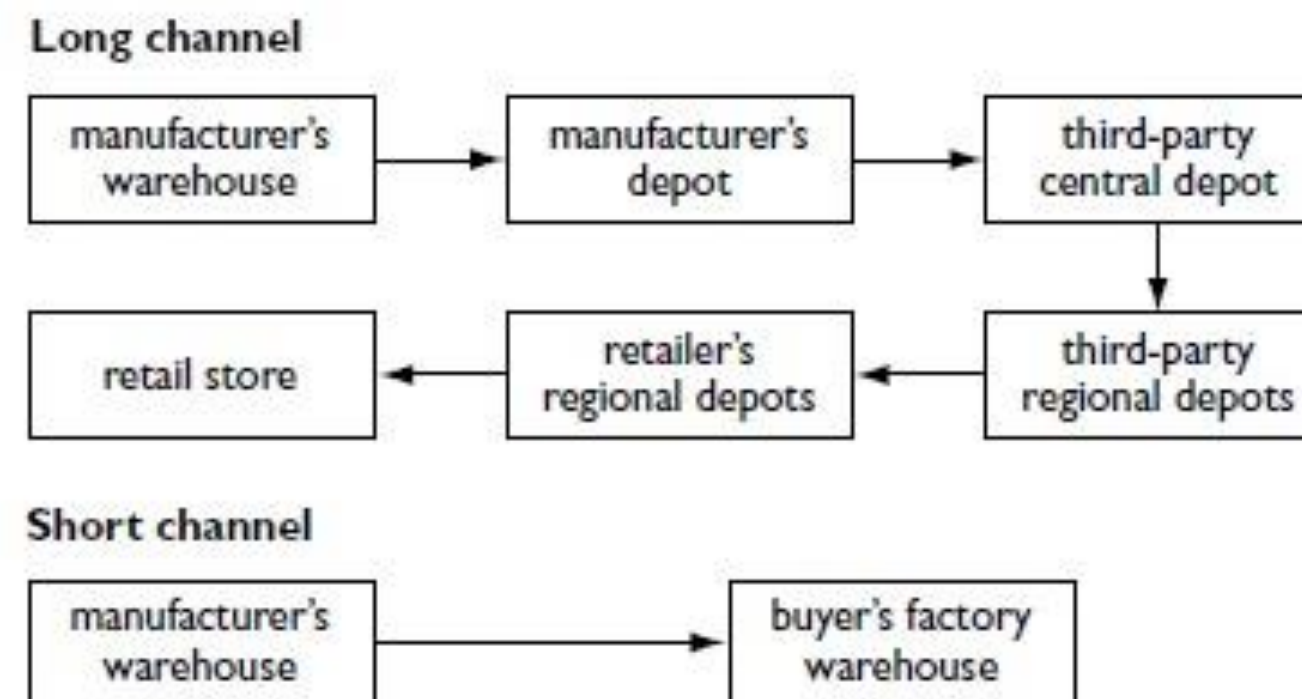 Long channel
manufacturer's
warehouse
manufacturer's
depot
third-party
central depot
retail store
retailer's
regional depots
third-party
regional depots
Short channel
manufacturer's
warehouse
buyer's factory
warehouse